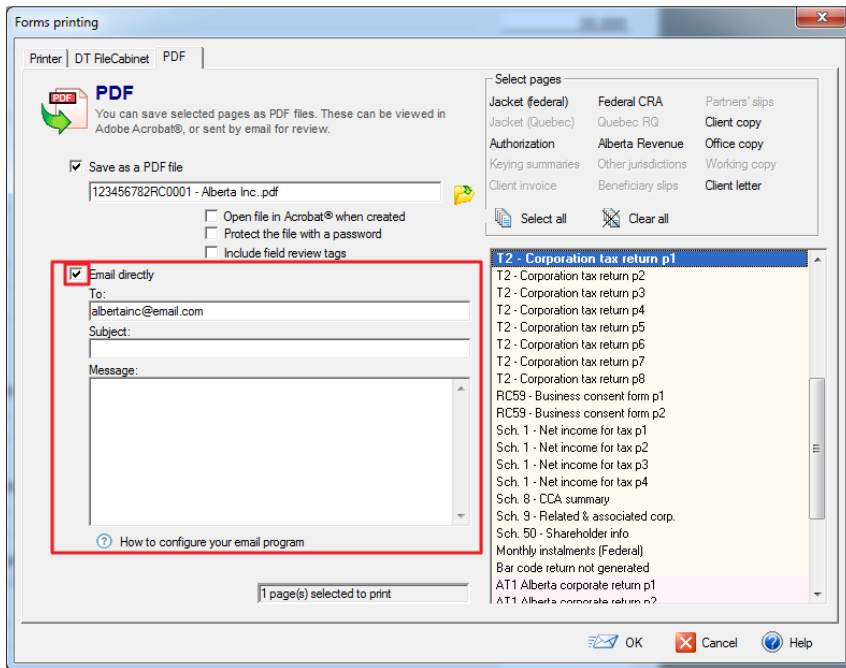 Forms printing
Printer
DT FileCabinet
PDF
PDF
PDF
You can save selected pages as PDF files. These can be viewed in
Adobe Acrobat®, or sent by email for review.
Save as a PDF file
123456782RC0001 - Alberta Inc..pdf
Open file in Acrobat® when created
Protect the file with a password
Include field review tags
Email directly
To:
albertainc@email.com
Subject:
Message:
How to configure your email program
1 page(s) selected to print
Select pages
Jacket (federal) Federal CRA Partners' slips
Jacket (Quebec) Quebec RQ Client copy
Authorization Alberta Revenue Office copy
Keying summaries Other jurisdictions Working copy
Client invoice Beneficiary slips Client letter
Select all Clear all
T2 - Corporation tax return p1
T2 - Corporation tax return p2
T2 - Corporation tax return p3
T2 - Corporation tax return p4
T2 - Corporation tax return p5
T2 - Corporation tax return p6
T2 - Corporation tax return p7
T2 - Corporation tax return p8
RC59 - Business consent form p1
RC59 - Business consent form p2
Sch. 1 - Net income for tax p1
Sch. 1 - Net income for tax p2
Sch. 1 - Net income for tax p3
Sch. 1 - Net income for tax p4
Sch. 8 - CCA summary
Sch. 9 - Related & associated corp.
Sch. 50 - Shareholder info
Monthly instalments (Federal)
Bar code return not generated
AT1 Alberta corporate return p1
AT1 Alberta corporate return p2
OK Cancel Help